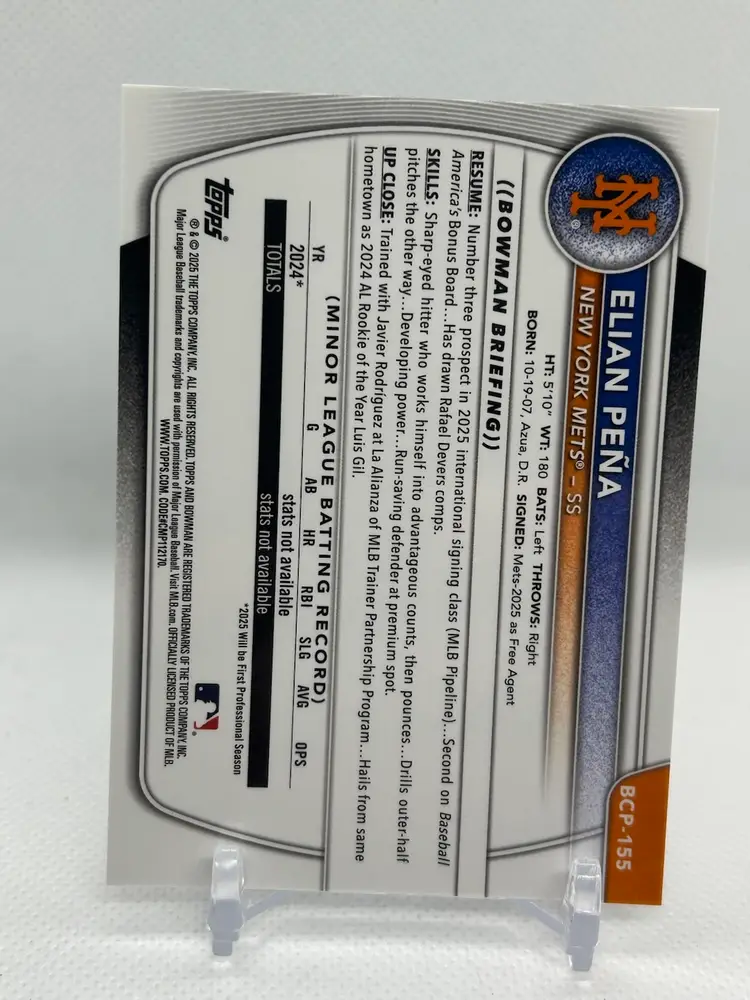 BCP-155
ELIAN PEÑA
NEW YORK METS® – SS
NY
®
HT: 5'10" WT: 180 BATS: Left THROWS: Right
BORN: 10-19-07, Azua, D.R. SIGNED: Mets-2025 as Free Agent
((BOWMAN BRIEFING))
RESUME: Number three prospect in 2025 international signing class (MLB Pipeline)...Second on Baseball
America's Bonus Board...Has drawn Rafael Devers comps.
SKILLS: Sharp-eyed hitter who works himself into advantageous counts, then pounces...Drills outer-half
pitches the other way...Developing power...Run-saving defender at premium spot.
UP CLOSE: Trained with Javier Rodríguez at La Alianza of MLB Trainer Partnership Program...Hails from same
hometown as 2024 AL Rookie of the Year Luis Gil.
(MINOR LEAGUE BATTING RECORD)
YR G AB HR RBI SLG AVG OPS
2024* stats not available
TOTALS stats not available
*2025 Will be First Professional Season
topps®
® & © 2025 THE TOPPS COMPANY, INC. ALL RIGHTS RESERVED. TOPPS AND BOWMAN ARE REGISTERED TRADEMARKS OF THE TOPPS COMPANY, INC.
Major League Baseball trademarks and copyrights are used with permission of Major League Baseball. Visit MLB.com. OFFICIALLY LICENSED PRODUCT OF MLB.
WWW.TOPPS.COM. CODE#CMP112170.